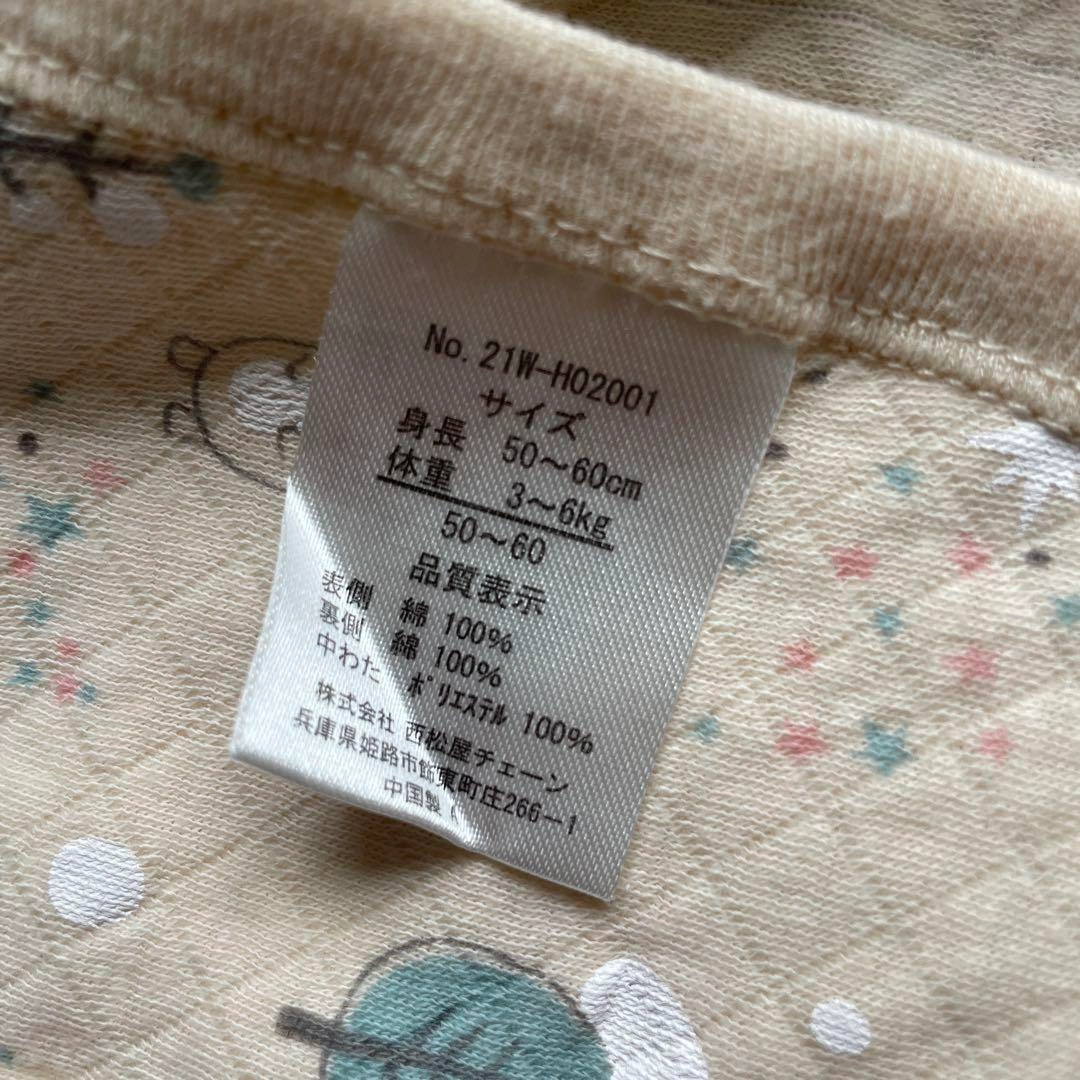 No. 21W-H02001
サイズ
身長 50～60cm
体重 3～6kg
50～60
品質表示
表側 綿 100%
裏側 綿 100%
中わた ﾎﾟﾘｴｽﾃﾙ 100%
株式会社 西松屋チェーン
兵庫県姫路市飾東町庄266－1
中国製